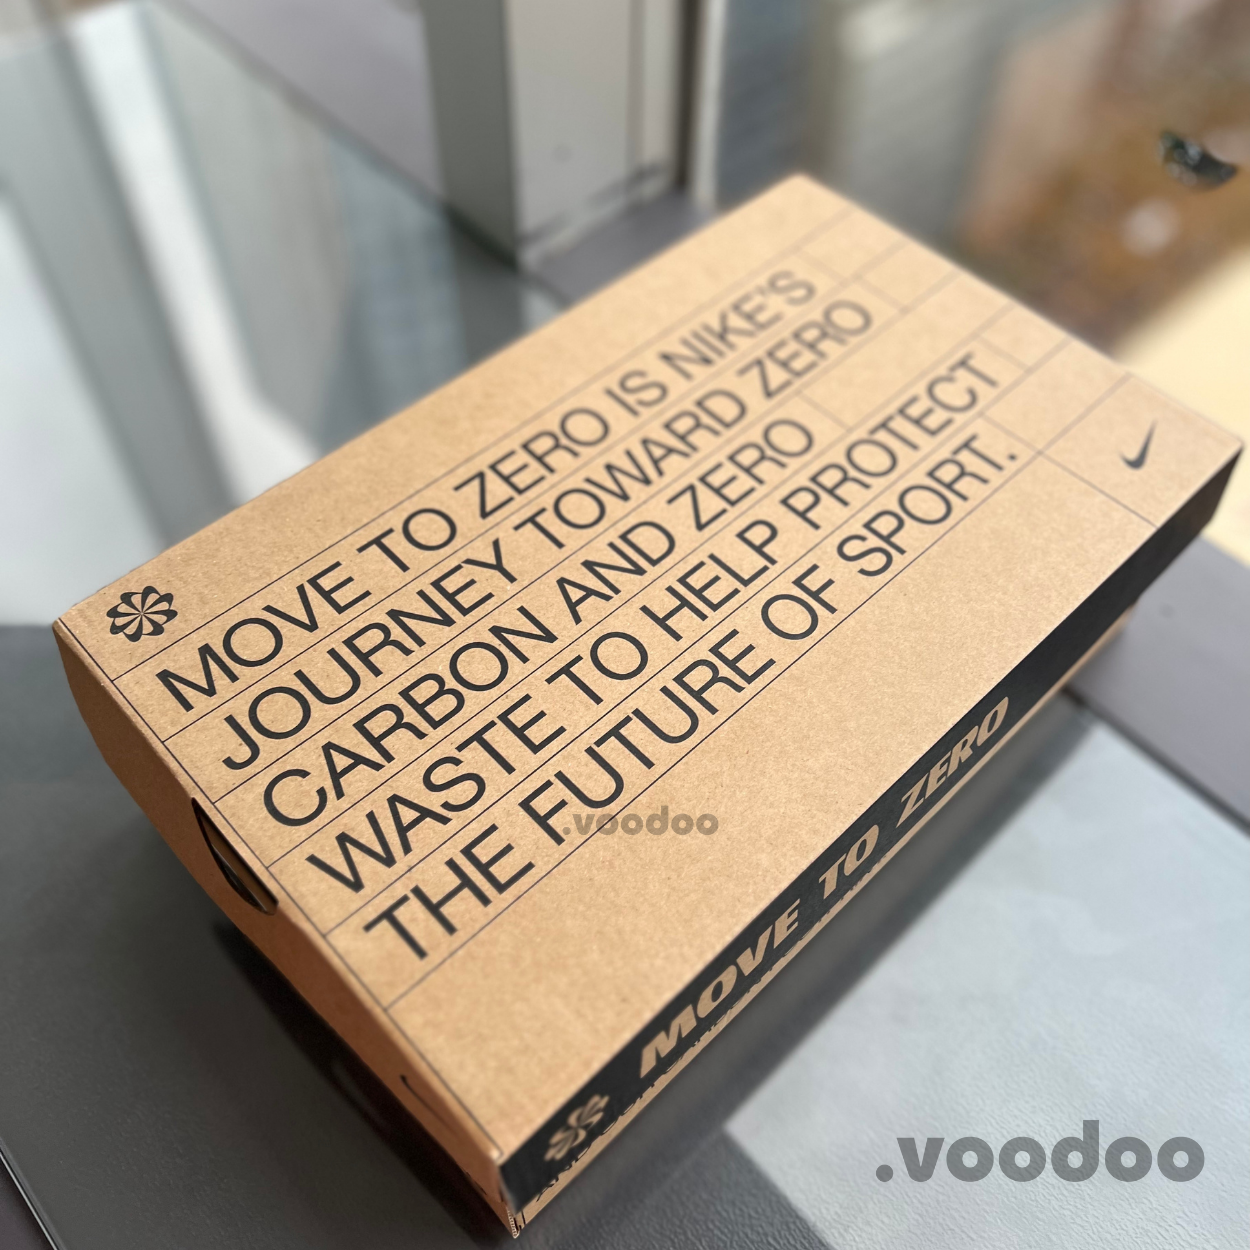 MOVE TO ZERO IS NIKE'S
JOURNEY TOWARD ZERO
CARBON AND ZERO
WASTE TO HELP PROTECT
THE FUTURE OF SPORT.
.voodoo
MOVE TO ZERO
.voodoo